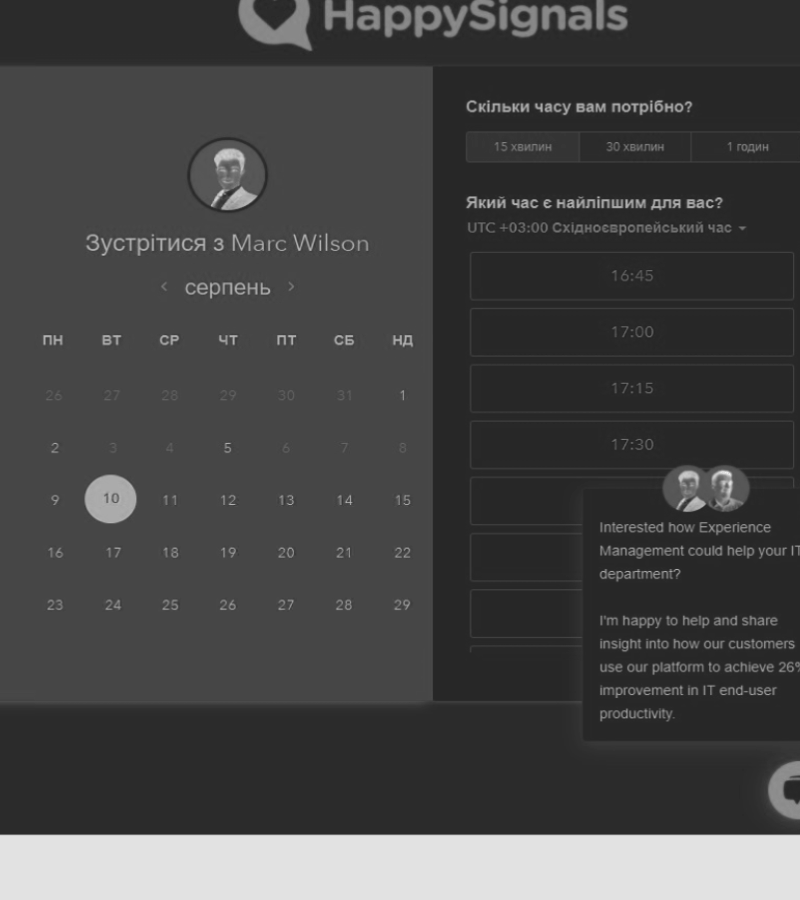 HappySignals
Зустрітися з Marc Wilson
серпень
ПН ВТ СР ЧТ ПТ СБ НД
26 27 28 29 30 31 1
2 3 4 5 6 7 8
9 10 11 12 13 14 15
16 17 18 19 20 21 22
23 24 25 26 27 28 29
Скільки часу вам потрібно?
15 хвилин 30 хвилин 1 годин
Який час є найліпшим для вас?
UTC +03:00 Східноєвропейський час
16:45
17:00
17:15
17:30
Interested how Experience
Management could help your IT
department?
I'm happy to help and share
insight into how our customers
use our platform to achieve 26%
improvement in IT end-user
productivity.